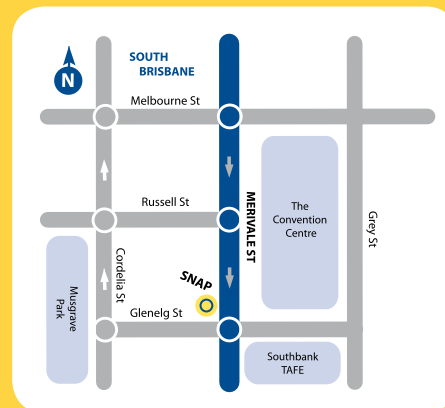 N
SOUTH
BRISBANE
Melbourne St
Russell St
MERIVALE ST
The
Convention
Centre
Grey St
Cordelia St
Musgrave
Park
SNAP
Glenelg St
Southbank
TAFE